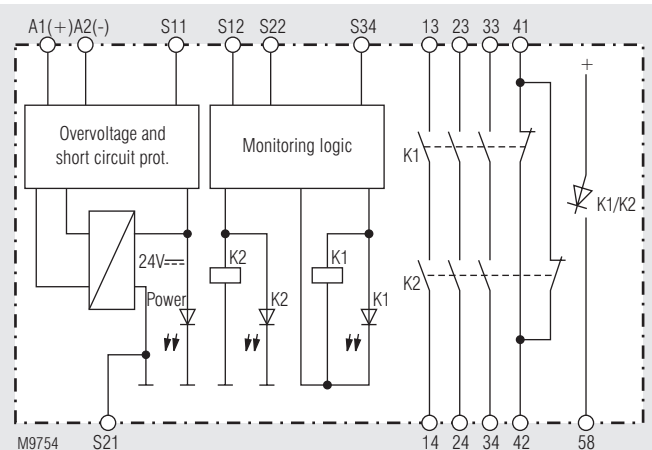 A1(+) A2(-) S11 S12 S22 S34 13 23 33 41
+
Overvoltage and
short circuit prot.
Monitoring logic
K1
K1/K2
24V
K2
K1
K2
Power
K2
K1
M9754
S21
14 24 34 42 58